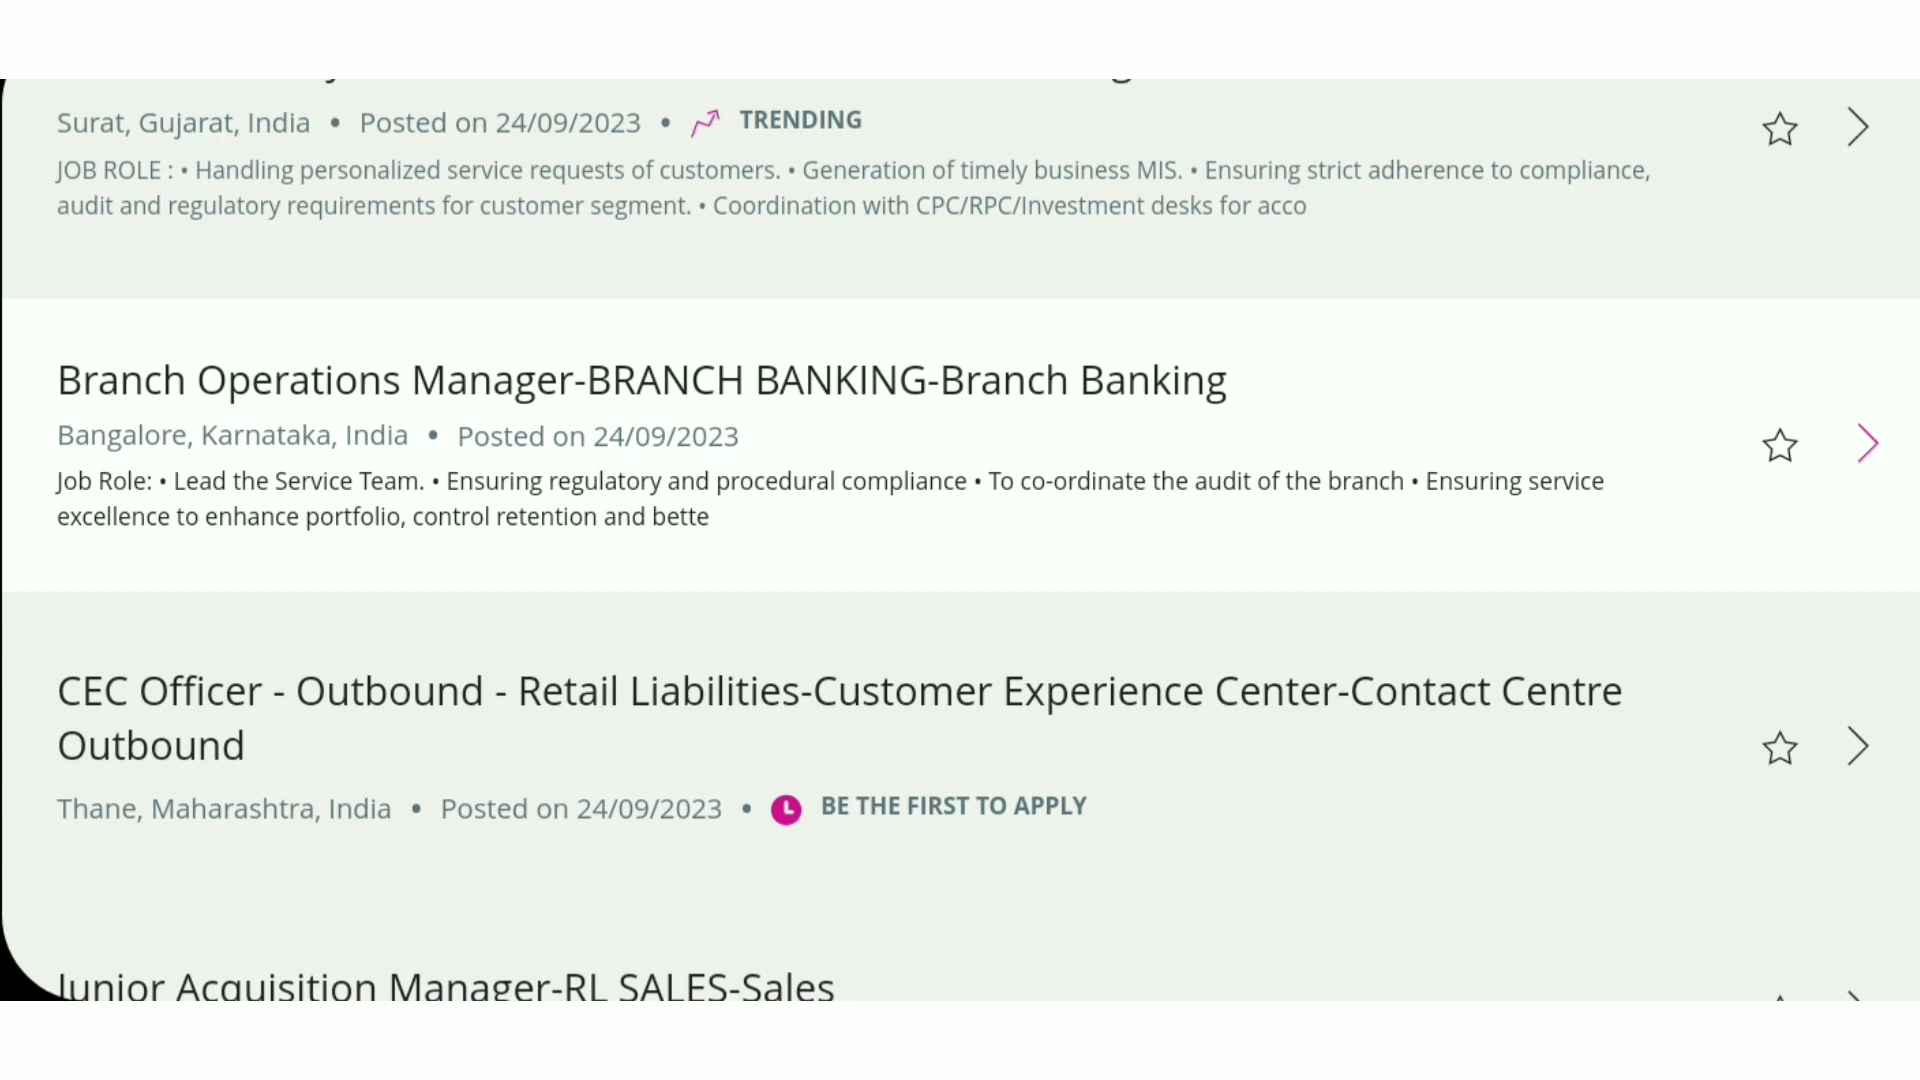 Surat, Gujarat, India • Posted on 24/09/2023 • TRENDING
JOB ROLE : • Handling personalized service requests of customers. • Generation of timely business MIS. • Ensuring strict adherence to compliance,
audit and regulatory requirements for customer segment. • Coordination with CPC/RPC/Investment desks for acco
Branch Operations Manager-BRANCH BANKING-Branch Banking
Bangalore, Karnataka, India • Posted on 24/09/2023
Job Role: • Lead the Service Team. • Ensuring regulatory and procedural compliance • To co-ordinate the audit of the branch • Ensuring service
excellence to enhance portfolio, control retention and bette
CEC Officer - Outbound - Retail Liabilities-Customer Experience Center-Contact Centre
Outbound
Thane, Maharashtra, India • Posted on 24/09/2023 • BE THE FIRST TO APPLY
Junior Acquisition Manager-RL SALES-Sales